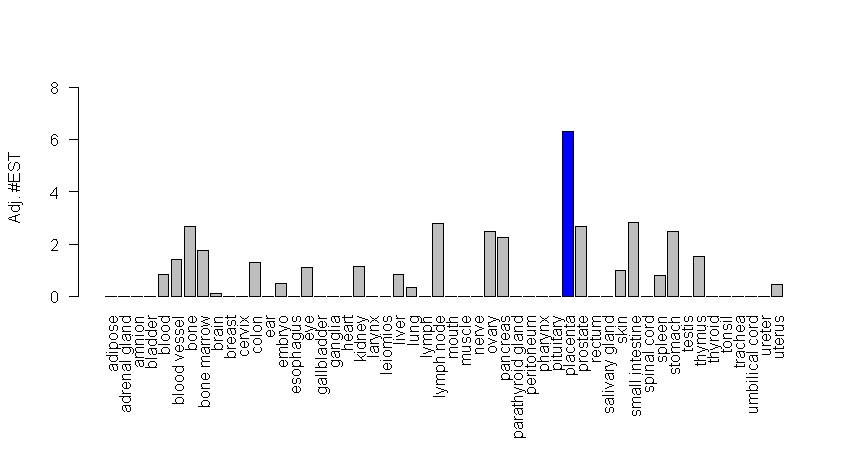 8
6
4
2
0
Adj. #EST
adipose
adrenal gland
amnion
bladder
blood
blood vessel
bone
bone marrow
brain
breast
cervix
colon
ear
embryo
esophagus
eye
gallbladder
ganglia
heart
kidney
larynx
leiomios
liver
lung
lymph
lymph node
mouth
muscle
nerve
ovary
pancreas
parathyroid gland
peritoneum
pharynx
pituitary
placenta
prostate
rectum
salivary gland
skin
small intestine
spinal cord
spleen
stomach
testis
thymus
thyroid
tonsil
trachea
umbilical cord
ureter
uterus